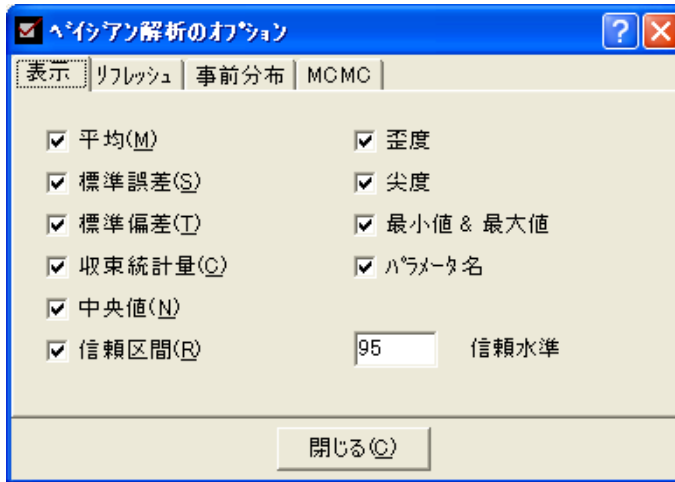 ﾍﾞｲｼﾞｱﾝ解析のｵﾌﾟｼｮﾝ
表示 ﾘﾌﾚｯｼｭ 事前分布 MCMC
平均(M) 歪度
標準誤差(S) 尖度
標準偏差(T) 最小値 & 最大値
収束統計量(C) ﾊﾟﾗﾒｰﾀ名
中央値(N)
信頼区間(R) 95 信頼水準
閉じる(C)